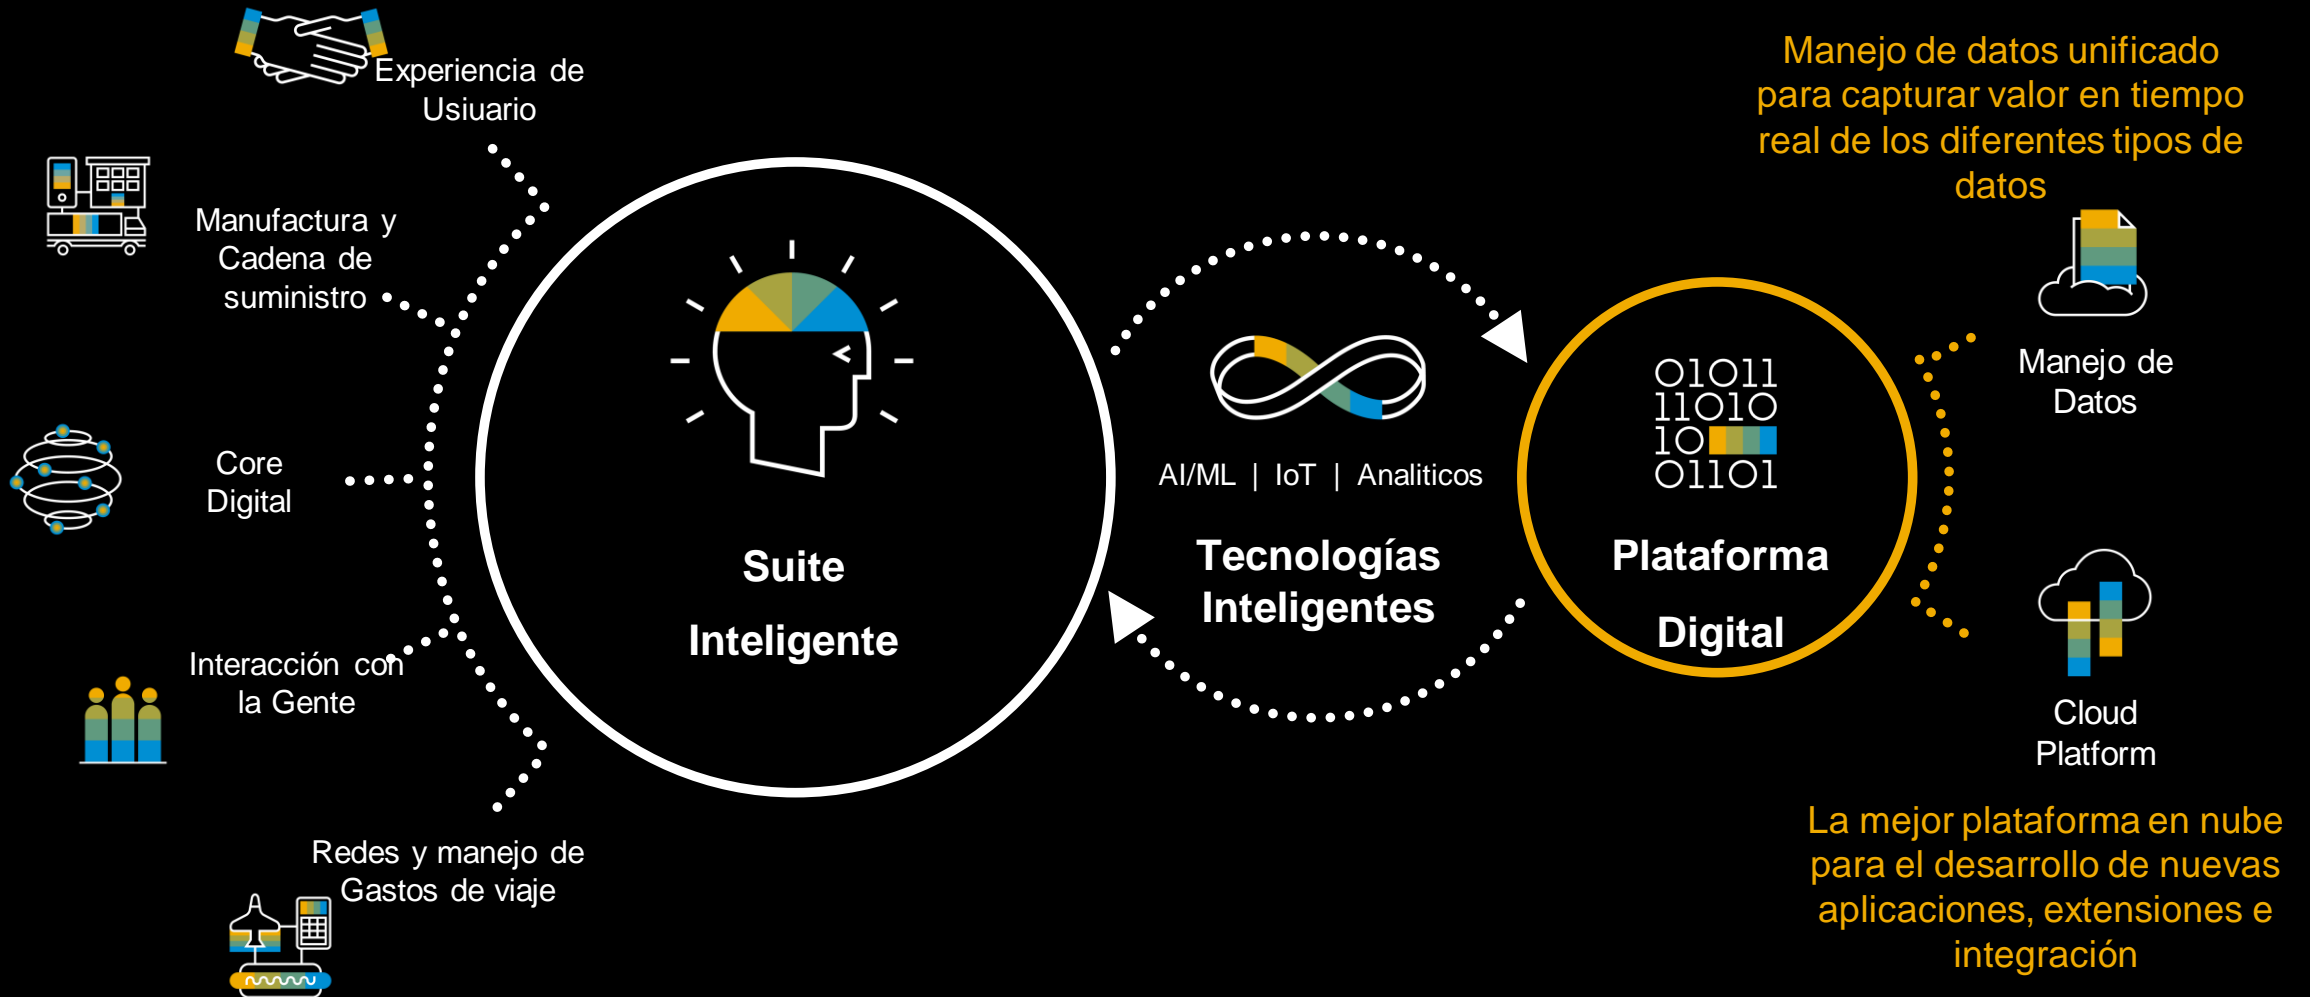 Experiencia de
Usiuario
Manufactura y
Cadena de
suministro
Core
Digital
Interacción con
la Gente
Redes y manejo de
Gastos de viaje
Suite
Inteligente
AI/ML | IoT | Analiticos
Tecnologías
Inteligentes
01011
11010
10
01101
Plataforma
Digital
Manejo de datos unificado
para capturar valor en tiempo
real de los diferentes tipos de
datos
Manejo de
Datos
Cloud
Platform
La mejor plataforma en nube
para el desarrollo de nuevas
aplicaciones, extensiones e
integración